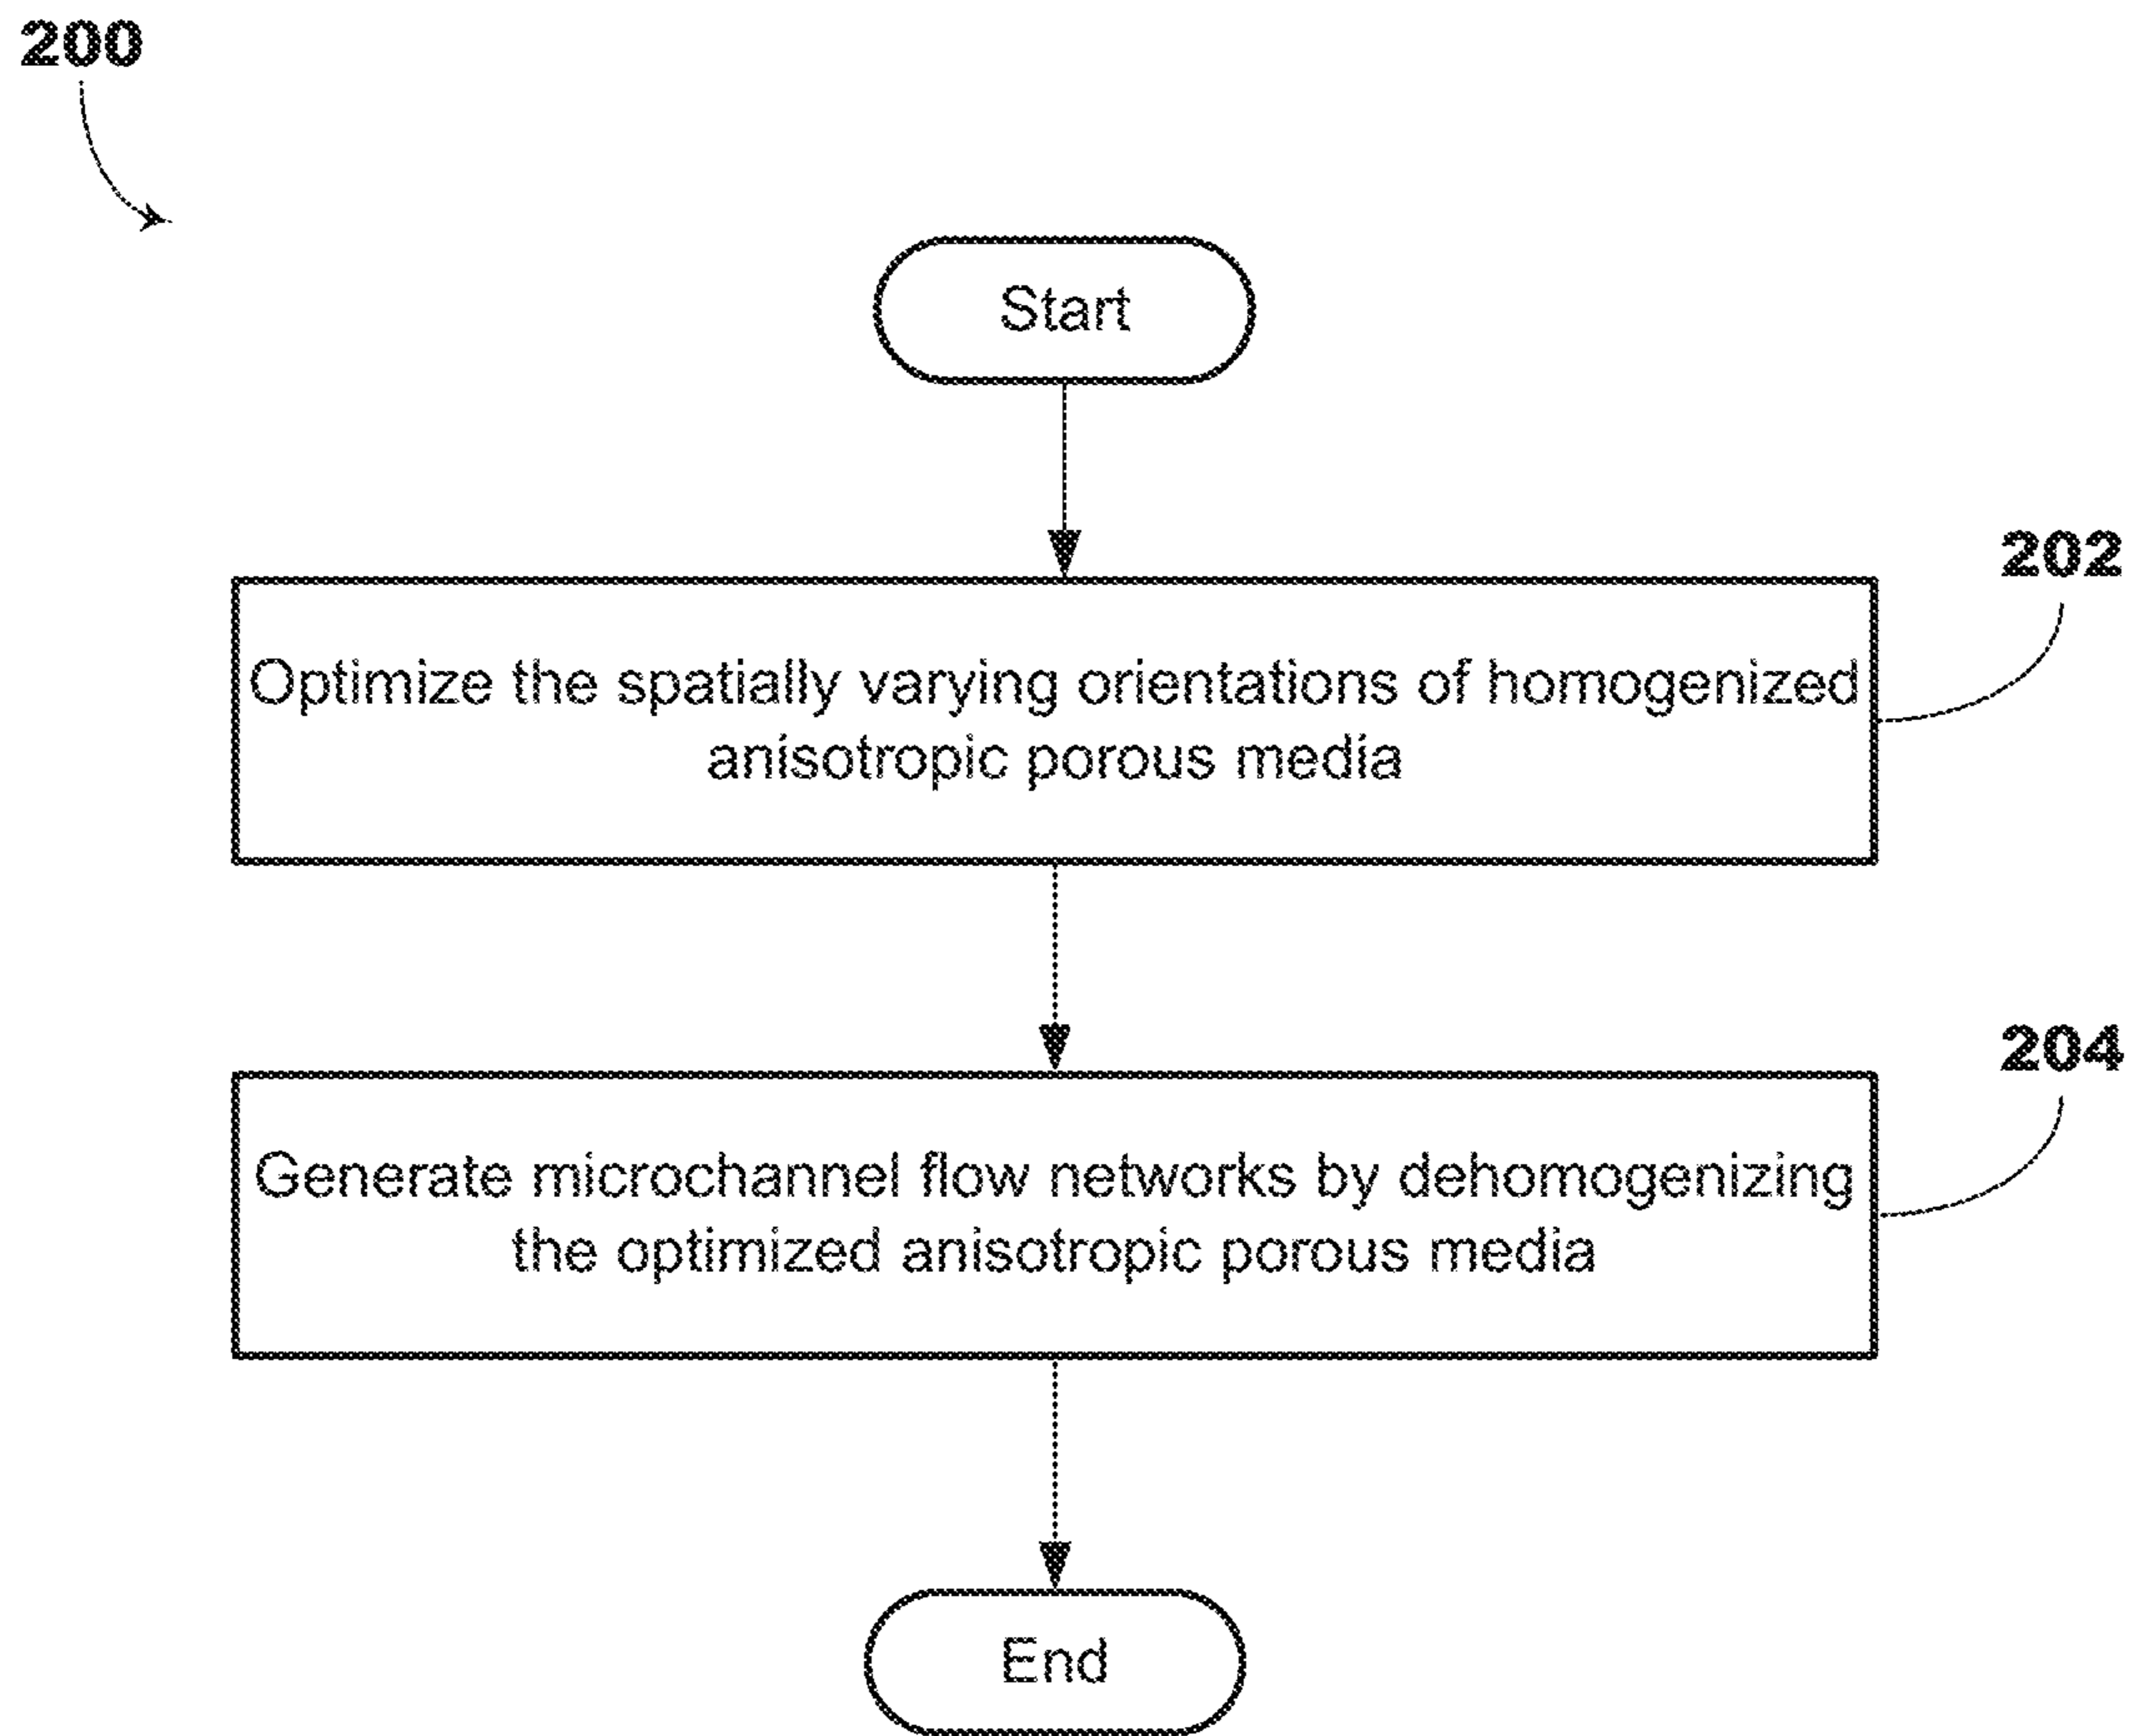 200
Start
202
Optimize the spatially varying orientations of homogenized
anisotropic porous media
204
Generate microchannel flow networks by dehomogenizing
the optimized anisotropic porous media
End